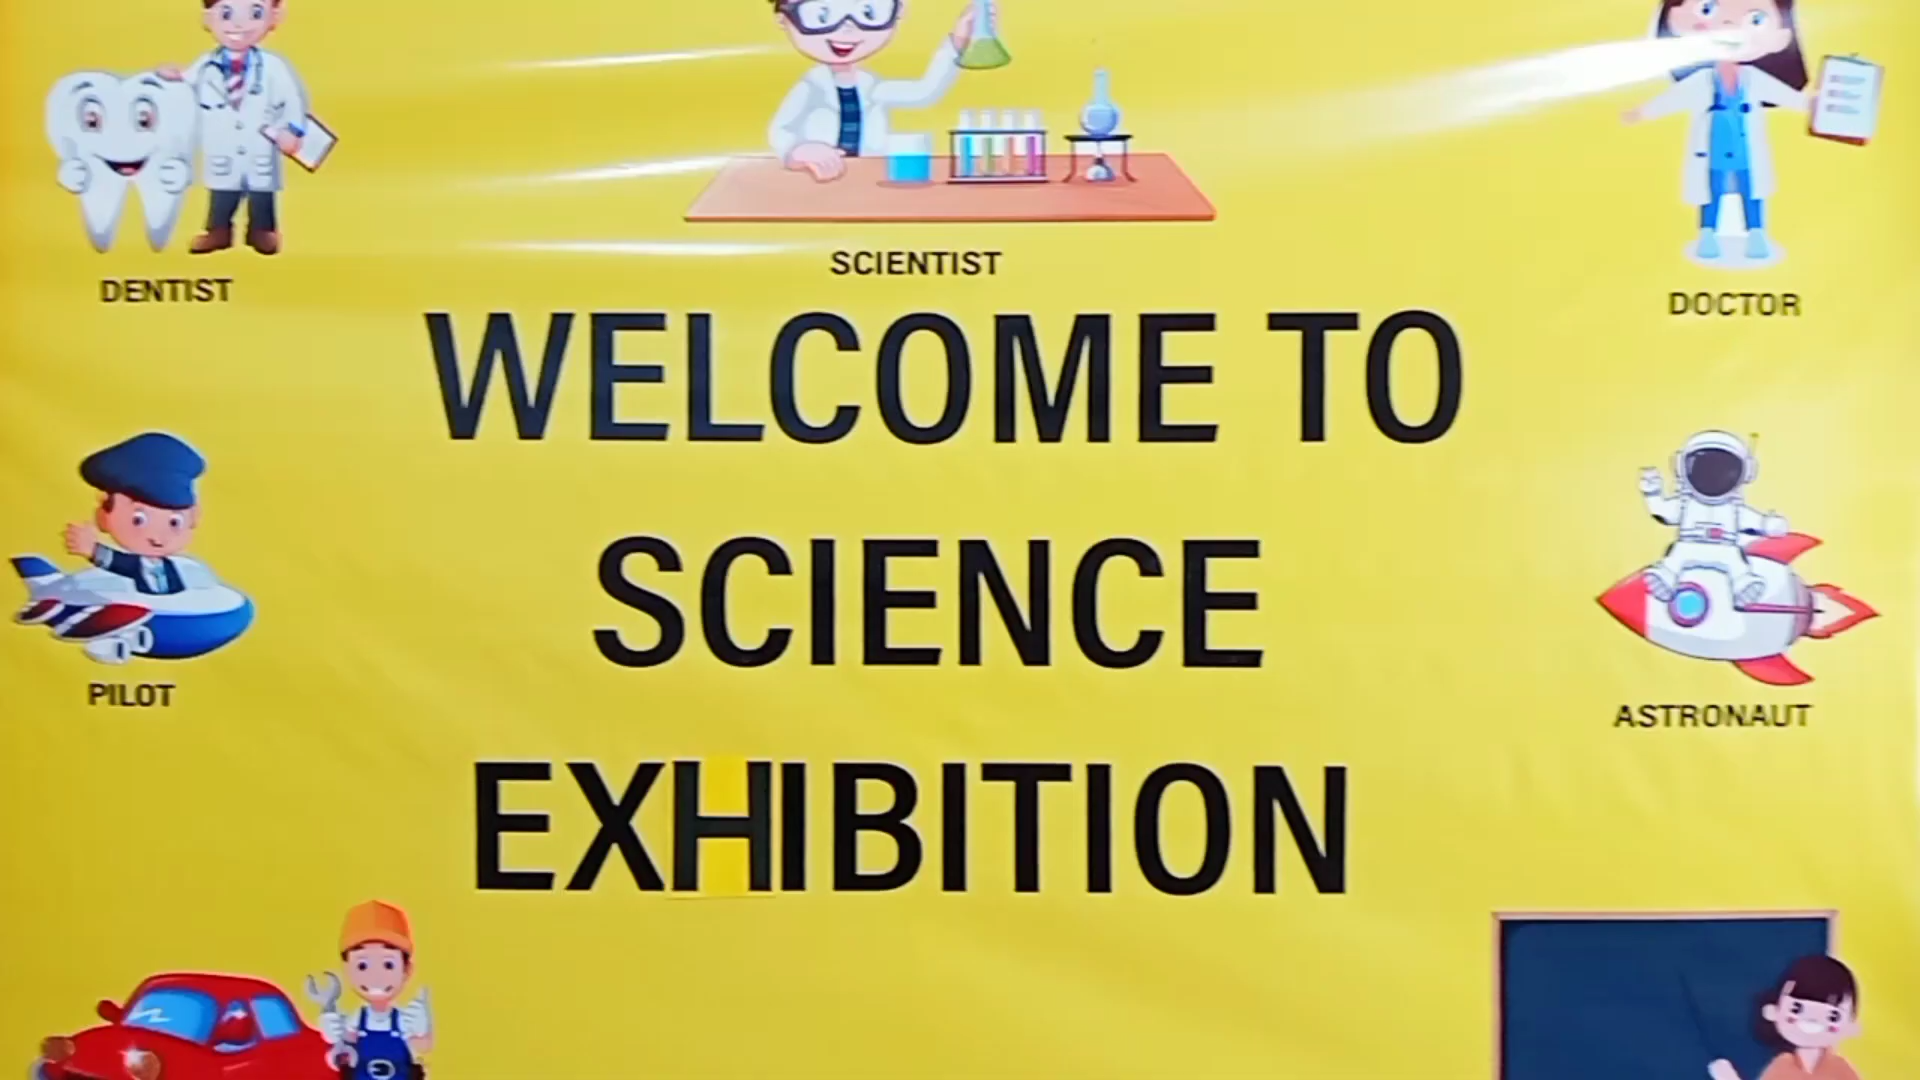 SCIENTIST
DENTIST
DOCTOR
WELCOME TO
SCIENCE
PILOT
ASTRONAUT
EXHIBITION